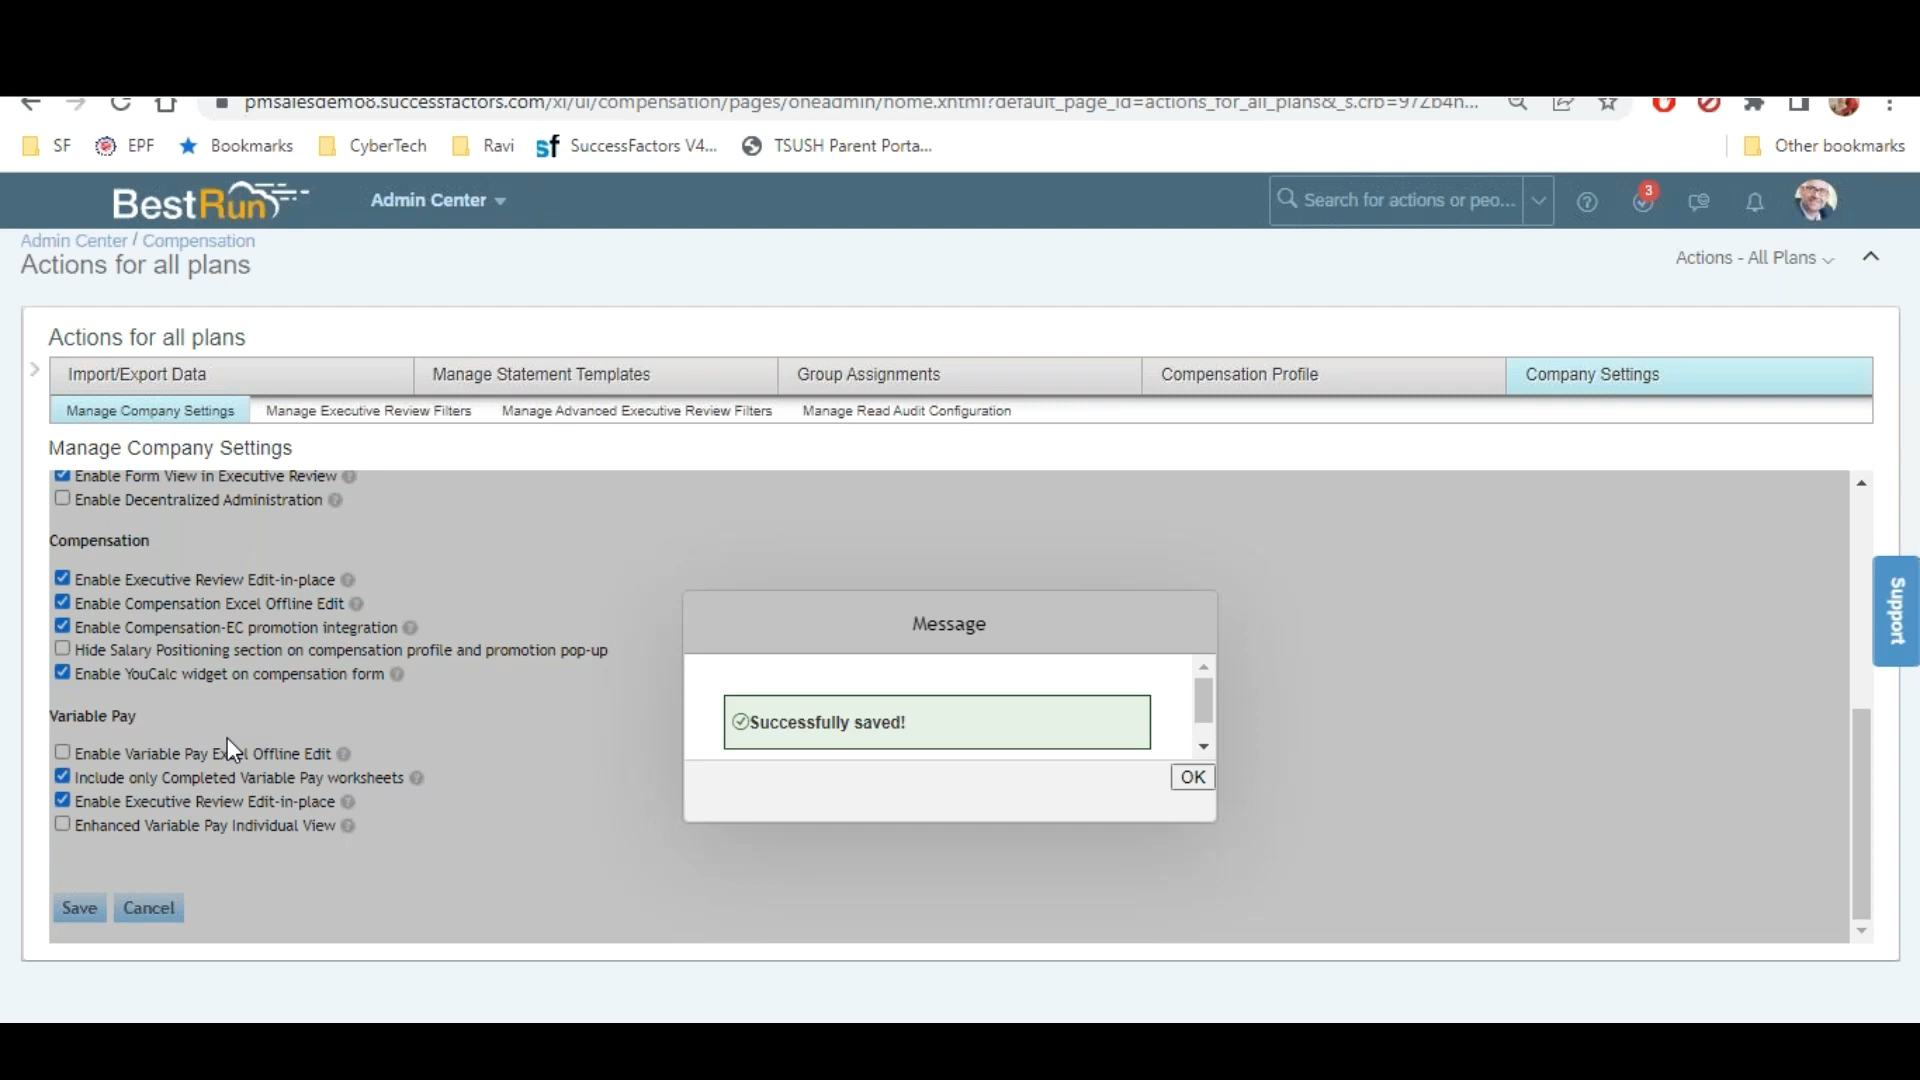 pmsalesdemo8.successfactors.com/xi/ui/compensation/pages/oneadmin/home.xhtml?default_page_id=actions_for_all_plans&_s.crb=97Zb4h...
SF EPF Bookmarks CyberTech Ravi sf SuccessFactors V4... TSUSH Parent Porta... Other bookmarks
BestRun Admin Center Search for actions or peo... 3
Admin Center / Compensation
Actions for all plans Actions - All Plans
Actions for all plans
Import/Export Data Manage Statement Templates Group Assignments Compensation Profile Company Settings
Manage Company Settings Manage Executive Review Filters Manage Advanced Executive Review Filters Manage Read Audit Configuration
Manage Company Settings
Enable Form View in Executive Review
Enable Decentralized Administration
Compensation
Enable Executive Review Edit-in-place
Enable Compensation Excel Offline Edit
Enable Compensation-EC promotion integration
Hide Salary Positioning section on compensation profile and promotion pop-up
Enable YouCalc widget on compensation form
Variable Pay
Enable Variable Pay Excel Offline Edit
Include only Completed Variable Pay worksheets
Enable Executive Review Edit-in-place
Enhanced Variable Pay Individual View
Save Cancel
Message
Successfully saved!
OK
Support